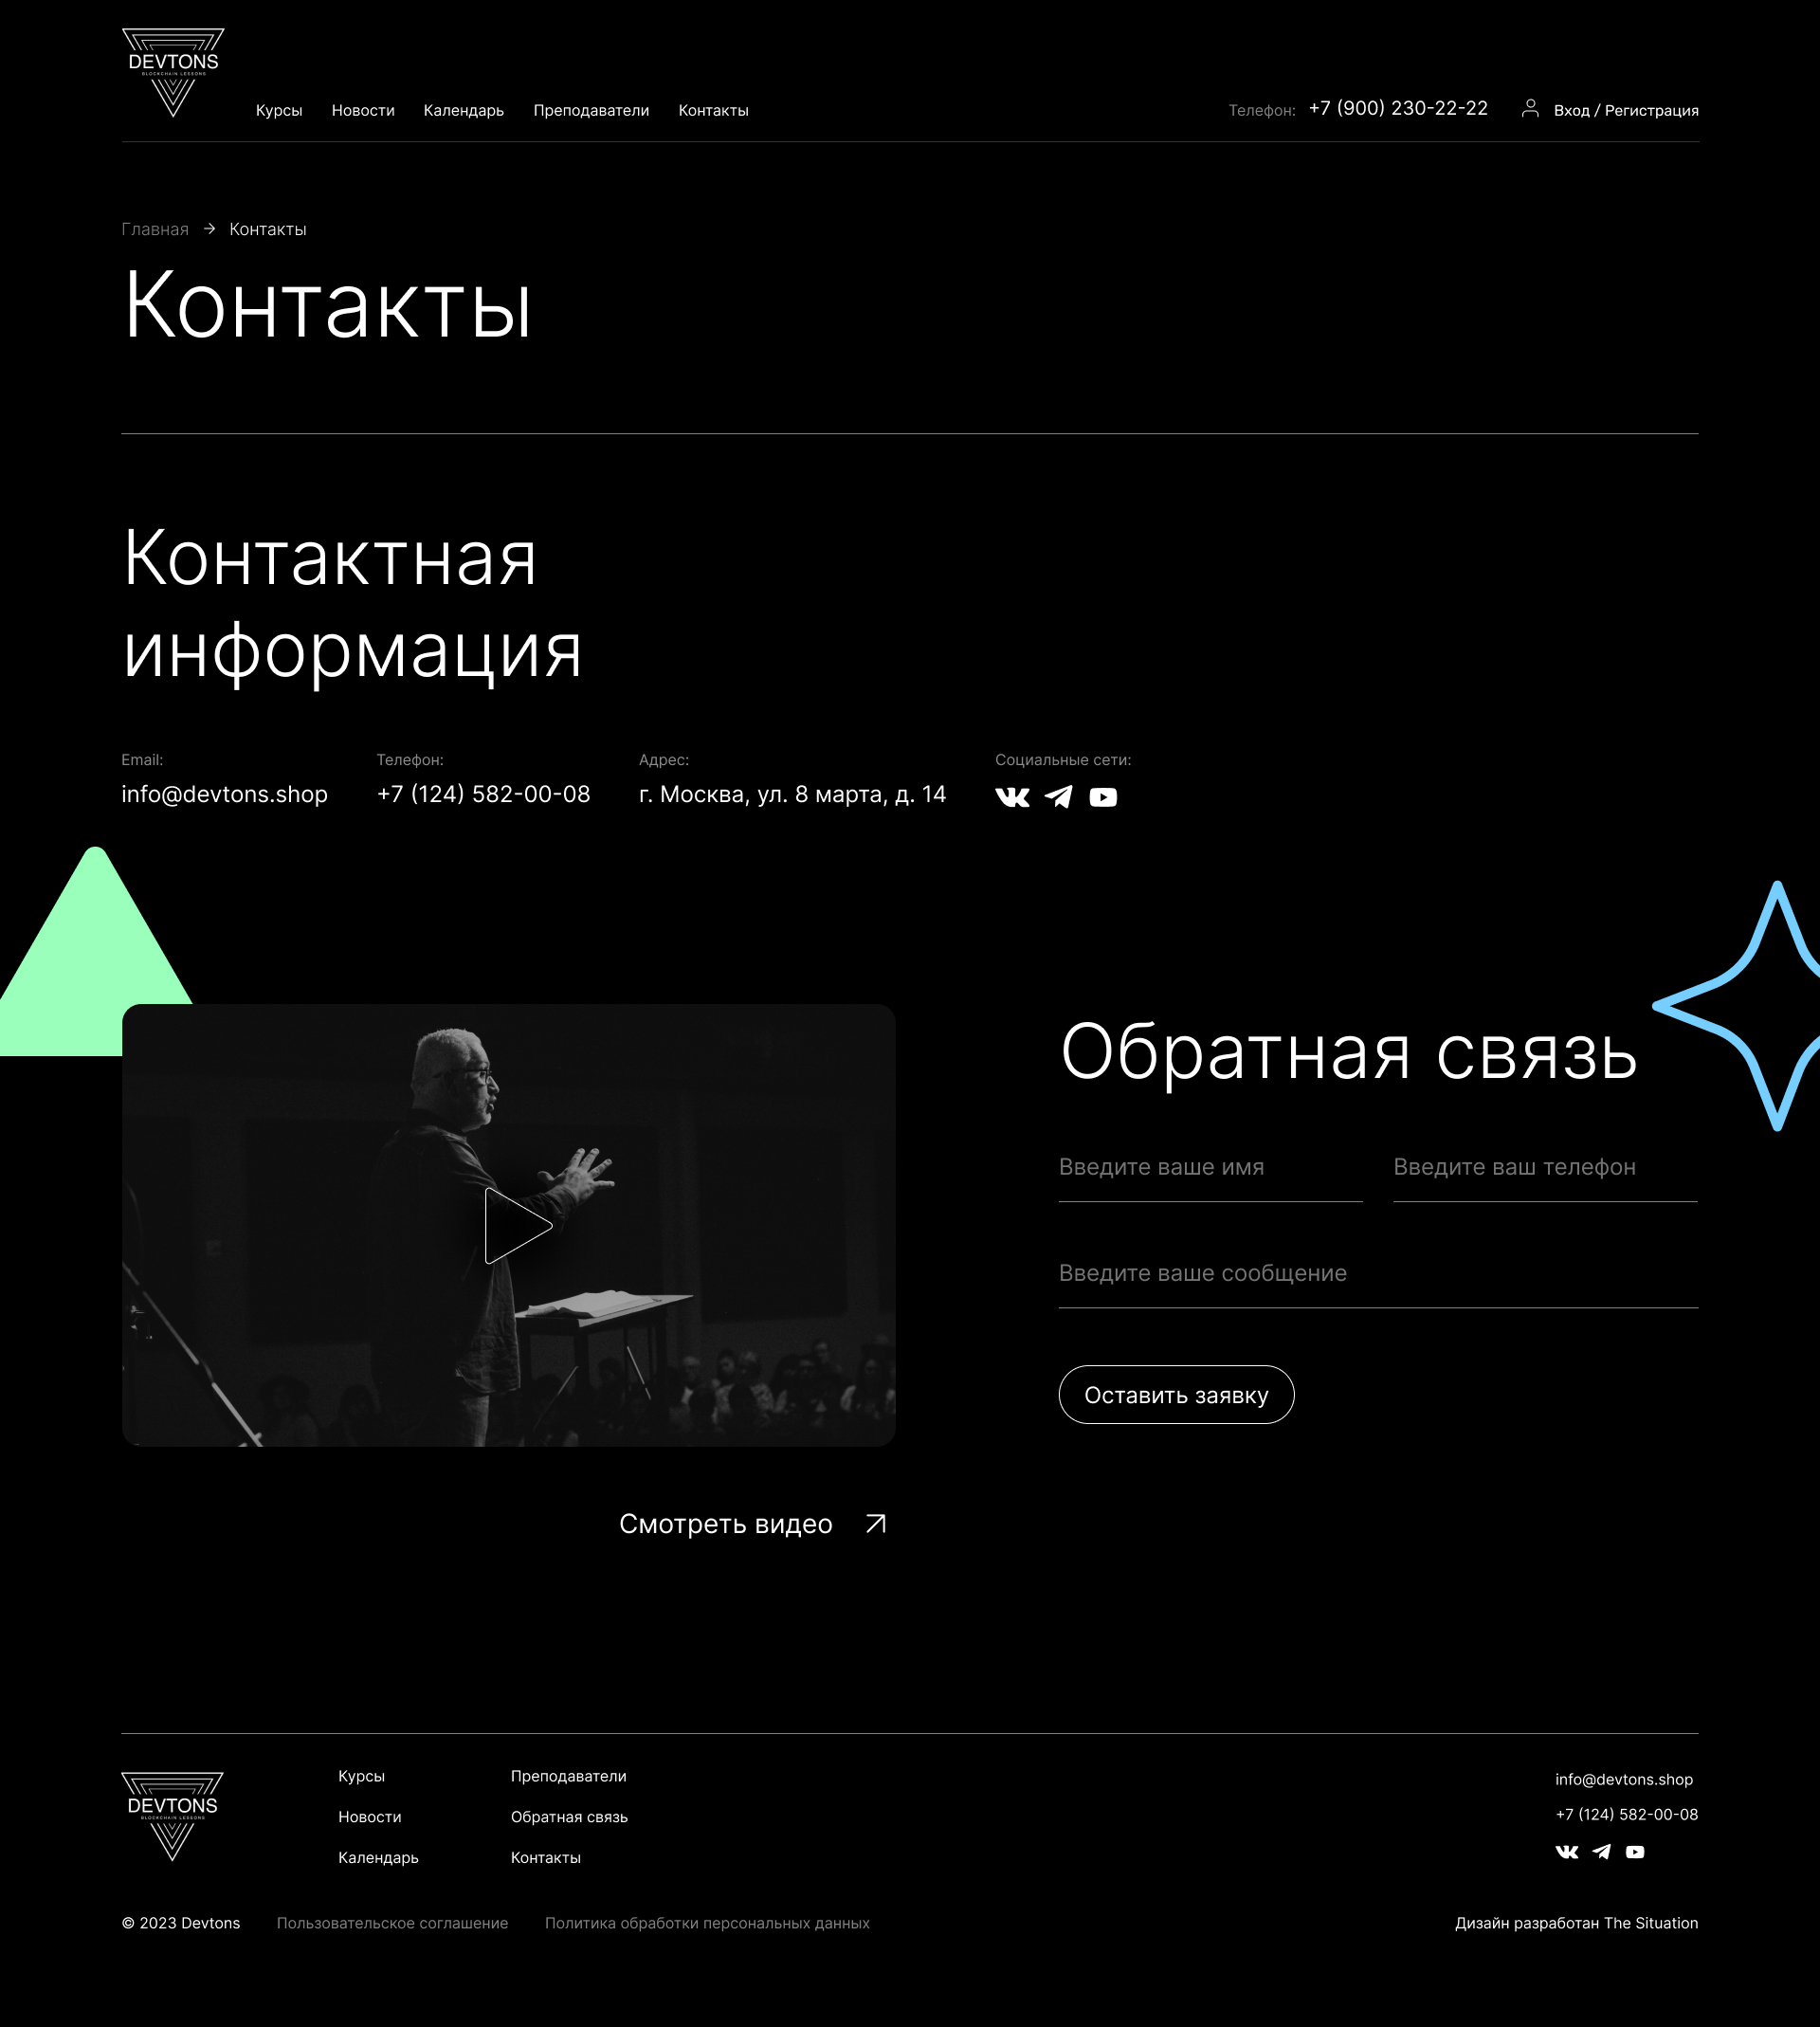 DEVTONS
BLOCKCHAIN LESSONS
Курсы Новости Календарь Преподаватели Контакты
Телефон: +7 (900) 230-22-22 Вход / Регистрация
Главная → Контакты
Контакты
Контактная
информация
Email: Телефон: Адрес: Социальные сети:
info@devtons.shop +7 (124) 582-00-08 г. Москва, ул. 8 марта, д. 14
Обратная связь
Введите ваше имя Введите ваш телефон
Введите ваше сообщение
Оставить заявку
Смотреть видео
DEVTONS
BLOCKCHAIN LESSONS
Курсы Преподаватели
Новости Обратная связь
Календарь Контакты
info@devtons.shop
+7 (124) 582-00-08
© 2023 Devtons Пользовательское соглашение Политика обработки персональных данных Дизайн разработан The Situation